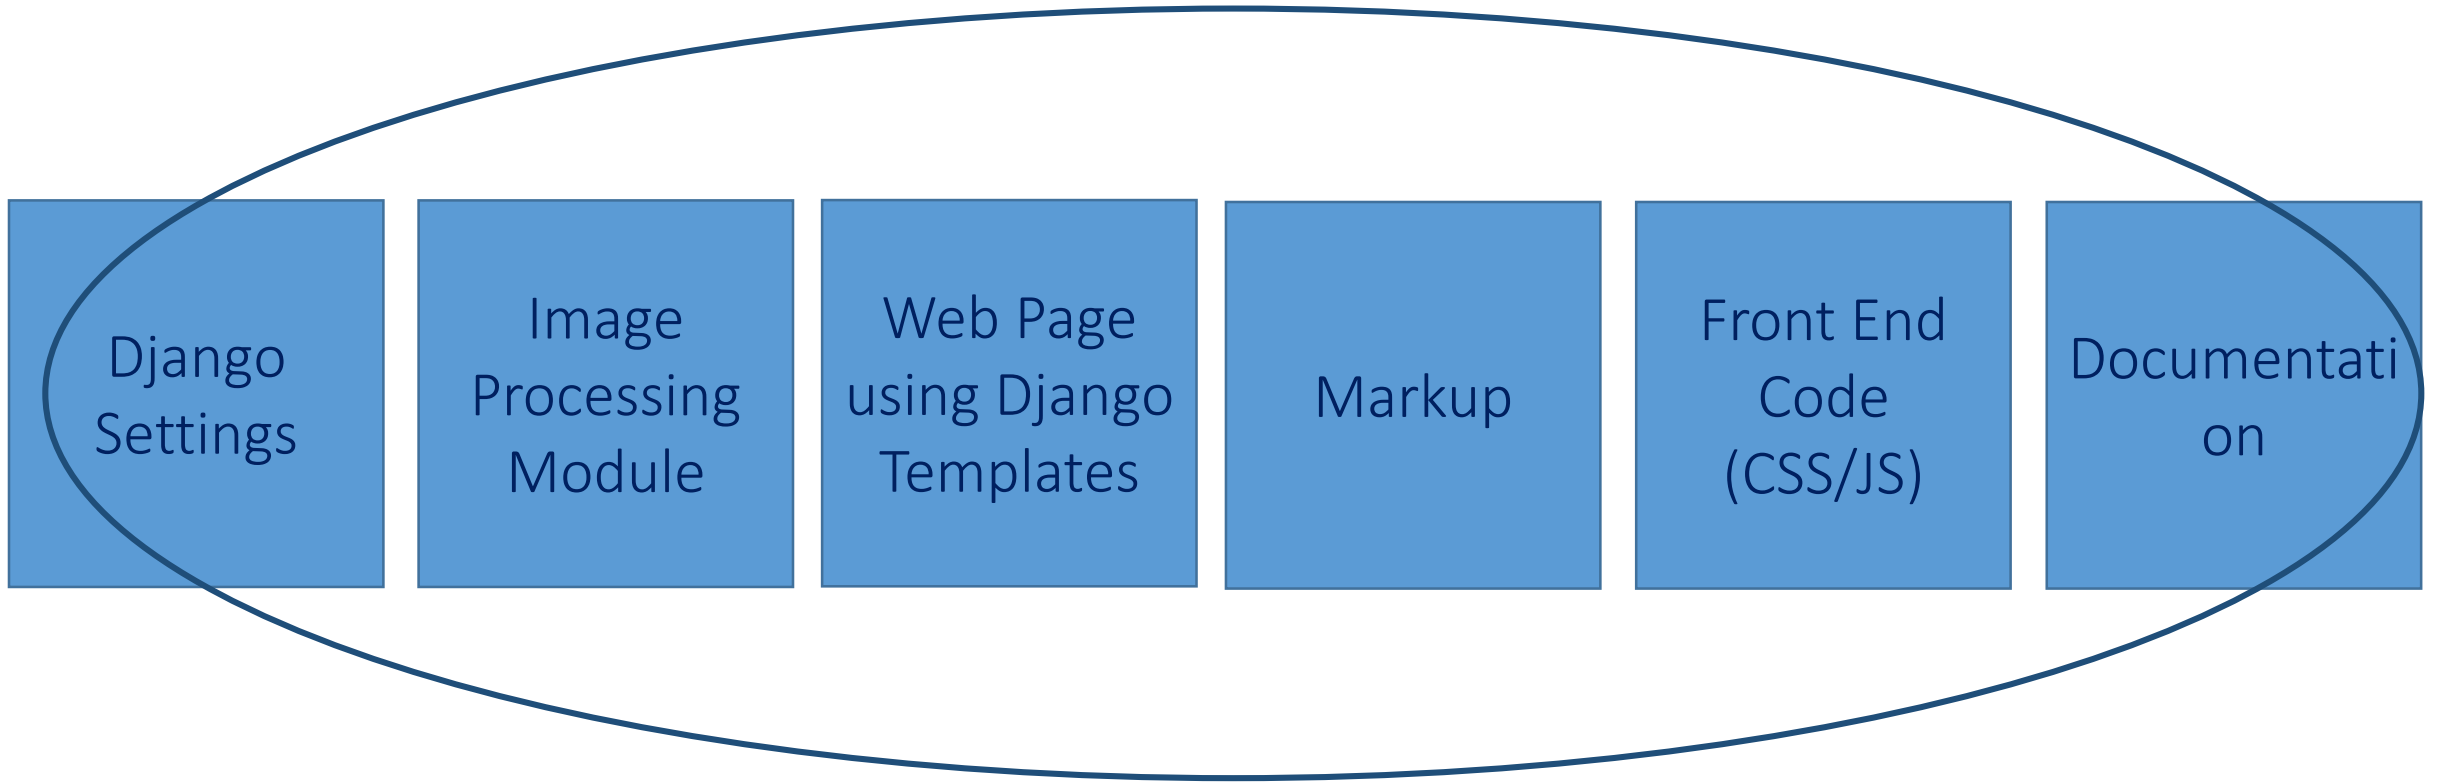 Django
Settings
Image
Processing
Module
Web Page
using Django
Templates
Markup
Front End
Code
(CSS/JS)
Documentati
on